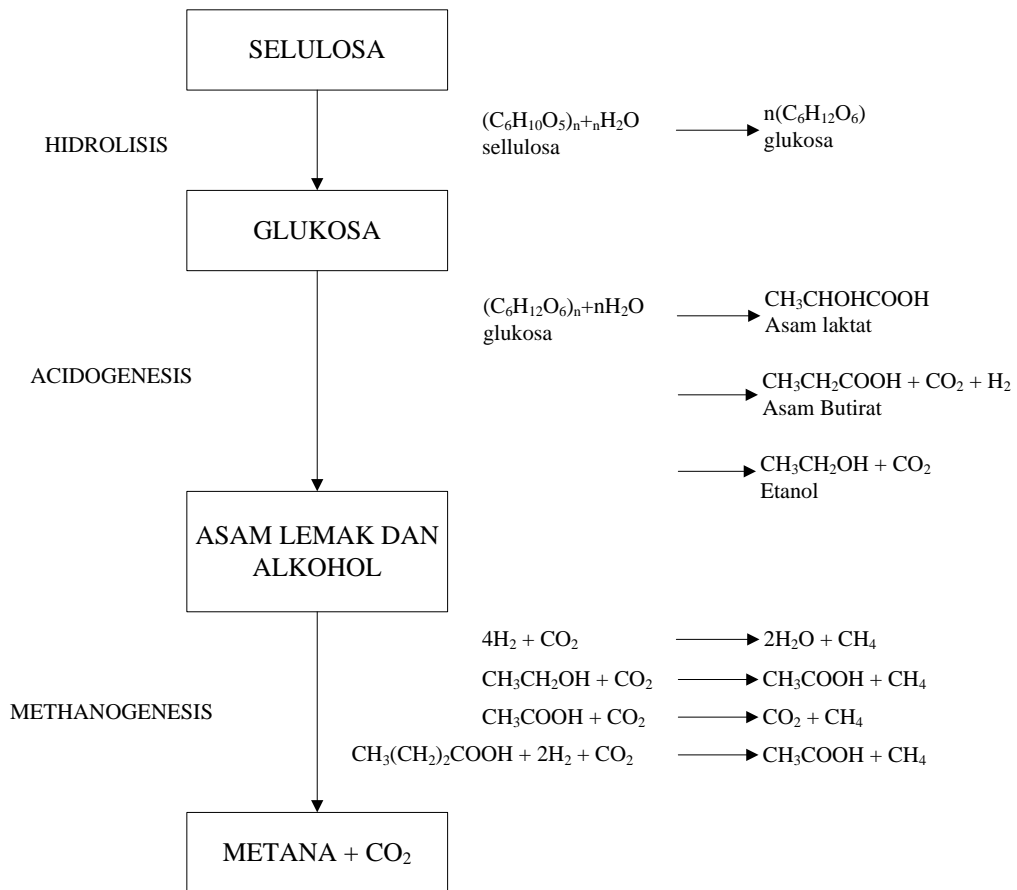 SELULOSA
HIDROLISIS
(C₆H₁₀O₅)ₙ+ₙH₂O
sellulosa
n(C₆H₁₂O₆)
glukosa
GLUKOSA
ACIDOGENESIS
(C₆H₁₂O₆)ₙ+nH₂O
glukosa
CH₃CHOHCOOH
Asam laktat
CH₃CH₂COOH + CO₂ + H₂
Asam Butirat
CH₃CH₂OH + CO₂
Etanol
ASAM LEMAK DAN
ALKOHOL
METHANOGENESIS
4H₂ + CO₂
2H₂O + CH₄
CH₃CH₂OH + CO₂
CH₃COOH + CH₄
CH₃COOH + CO₂
CO₂ + CH₄
CH₃(CH₂)₂COOH + 2H₂ + CO₂
CH₃COOH + CH₄
METANA + CO₂